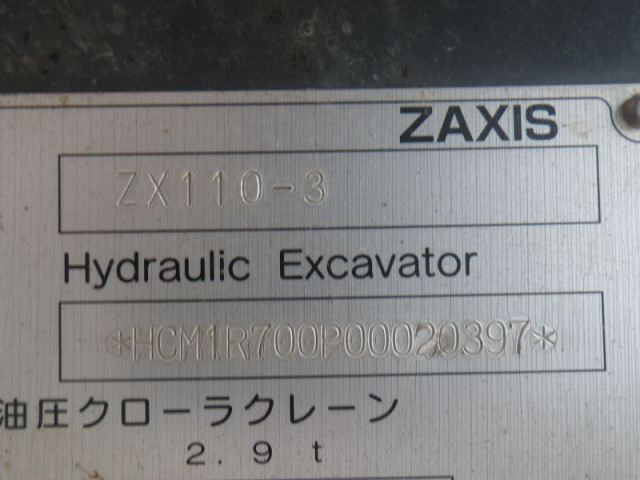 ZAXIS
ZX110-3
Hydraulic Excavator
*HCM1R700P00020397*
油圧クローラクレーン
2.9 t